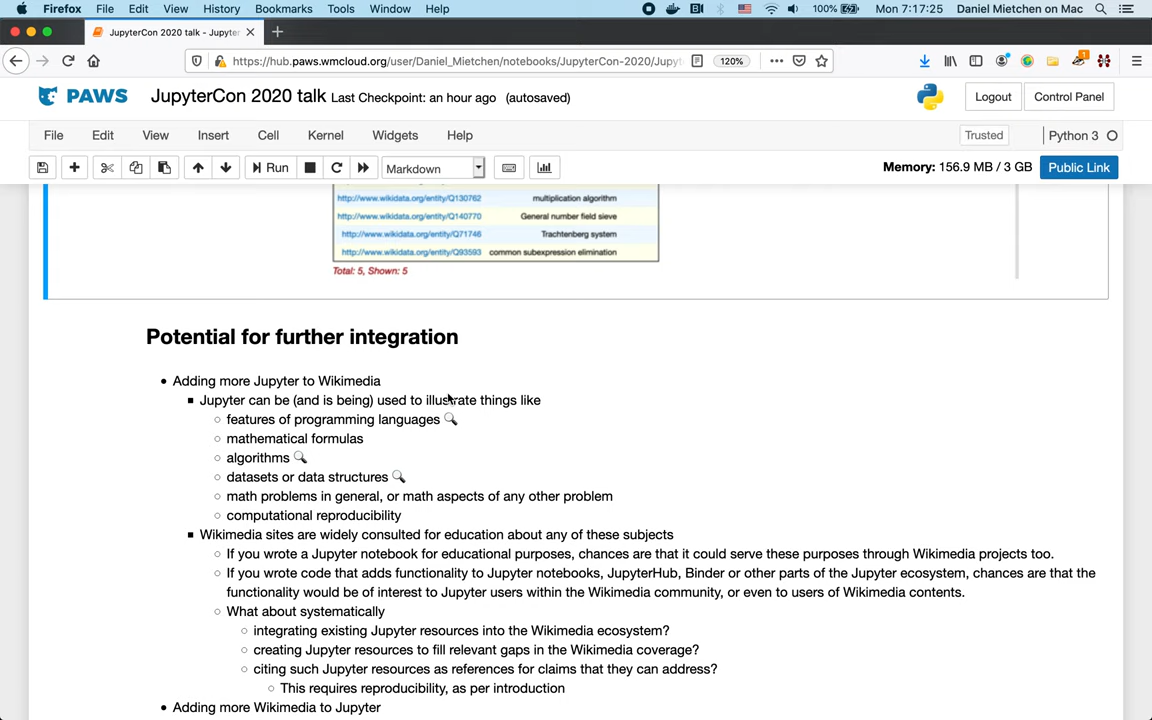 Firefox File Edit View History Bookmarks Tools Window Help 100% Mon 7:17:25 Daniel Mietchen on Mac
JupyterCon 2020 talk - Jupyter
https://hub.paws.wmcloud.org/user/Daniel_Mietchen/notebooks/JupyterCon-2020/Jupyt 120%
PAWS JupyterCon 2020 talk Last Checkpoint: an hour ago (autosaved) Logout Control Panel
File Edit View Insert Cell Kernel Widgets Help Trusted Python 3
Run Markdown Memory: 156.9 MB / 3 GB Public Link
http://www.wikidata.org/entity/Q130762 multiplication algorithm
http://www.wikidata.org/entity/Q140770 General number field sieve
http://www.wikidata.org/entity/Q71746 Trachtenberg system
http://www.wikidata.org/entity/Q93593 common subexpression elimination
Total: 5, Shown: 5
Potential for further integration
Adding more Jupyter to Wikimedia
Jupyter can be (and is being) used to illustrate things like
features of programming languages
mathematical formulas
algorithms
datasets or data structures
math problems in general, or math aspects of any other problem
computational reproducibility
Wikimedia sites are widely consulted for education about any of these subjects
If you wrote a Jupyter notebook for educational purposes, chances are that it could serve these purposes through Wikimedia projects too.
If you wrote code that adds functionality to Jupyter notebooks, JupyterHub, Binder or other parts of the Jupyter ecosystem, chances are that the
functionality would be of interest to Jupyter users within the Wikimedia community, or even to users of Wikimedia contents.
What about systematically
integrating existing Jupyter resources into the Wikimedia ecosystem?
creating Jupyter resources to fill relevant gaps in the Wikimedia coverage?
citing such Jupyter resources as references for claims that they can address?
This requires reproducibility, as per introduction
Adding more Wikimedia to Jupyter